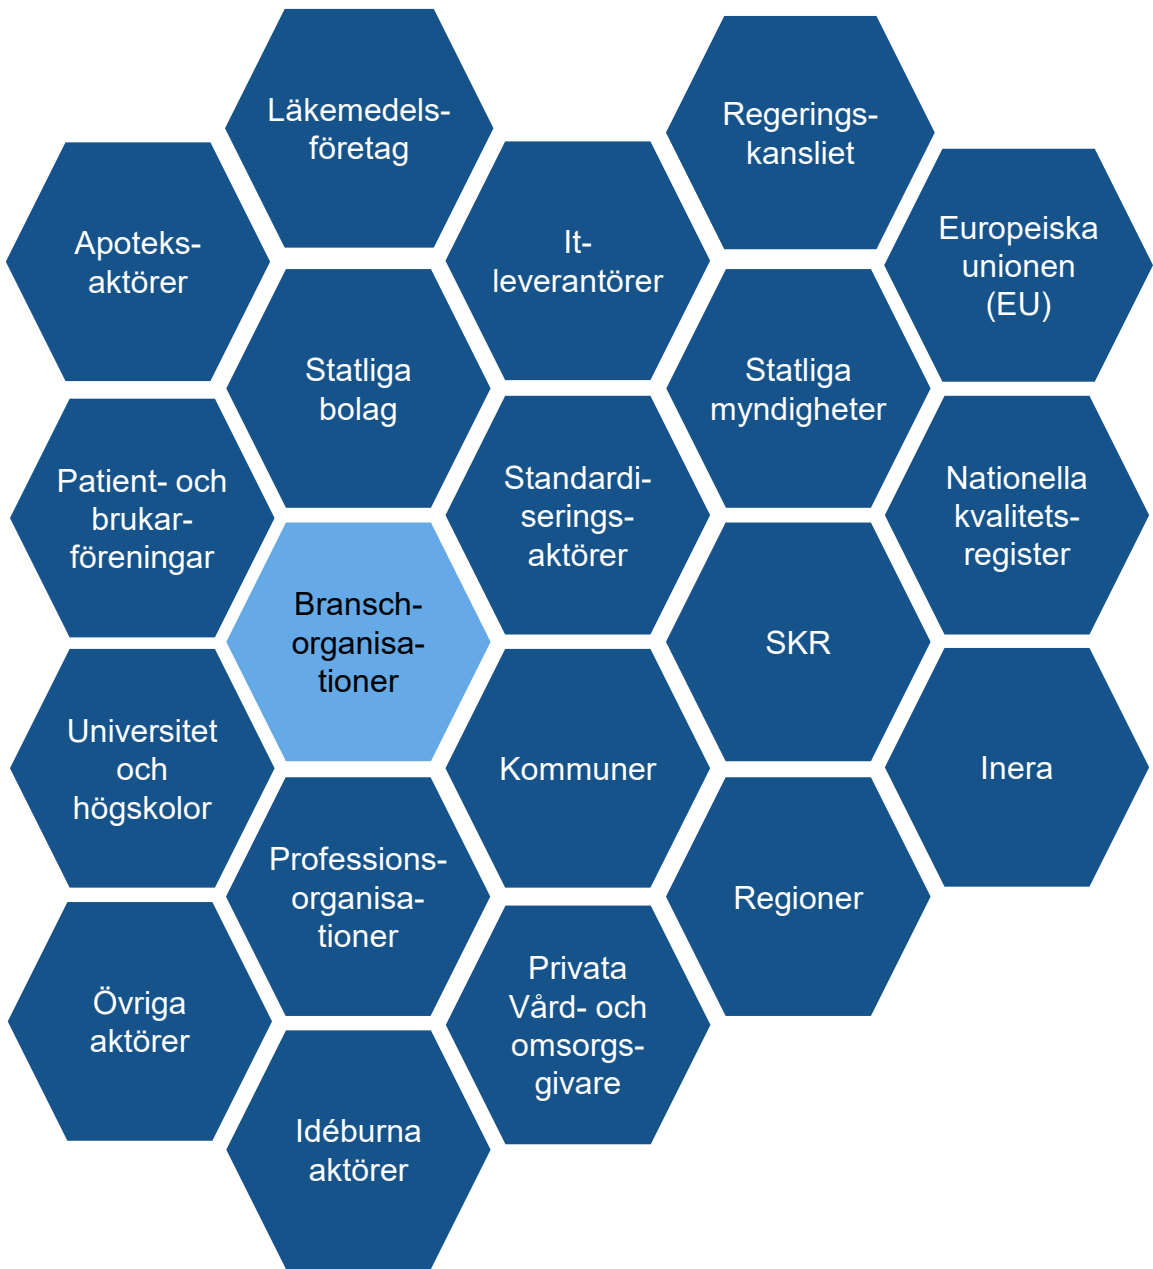 Läkemedels-
företag
Regerings-
kansliet
Apoteks-
aktörer
It-
leverantörer
Europeiska
unionen
(EU)
Statliga
bolag
Statliga
myndigheter
Patient- och
brukar-
föreningar
Standardi-
serings-
aktörer
Nationella
kvalitets-
register
Bransch-
organisa-
tioner
SKR
Universitet
och
högskolor
Kommuner
Inera
Professions-
organisa-
tioner
Regioner
Övriga
aktörer
Privata
Vård- och
omsorgs-
givare
Idéburna
aktörer